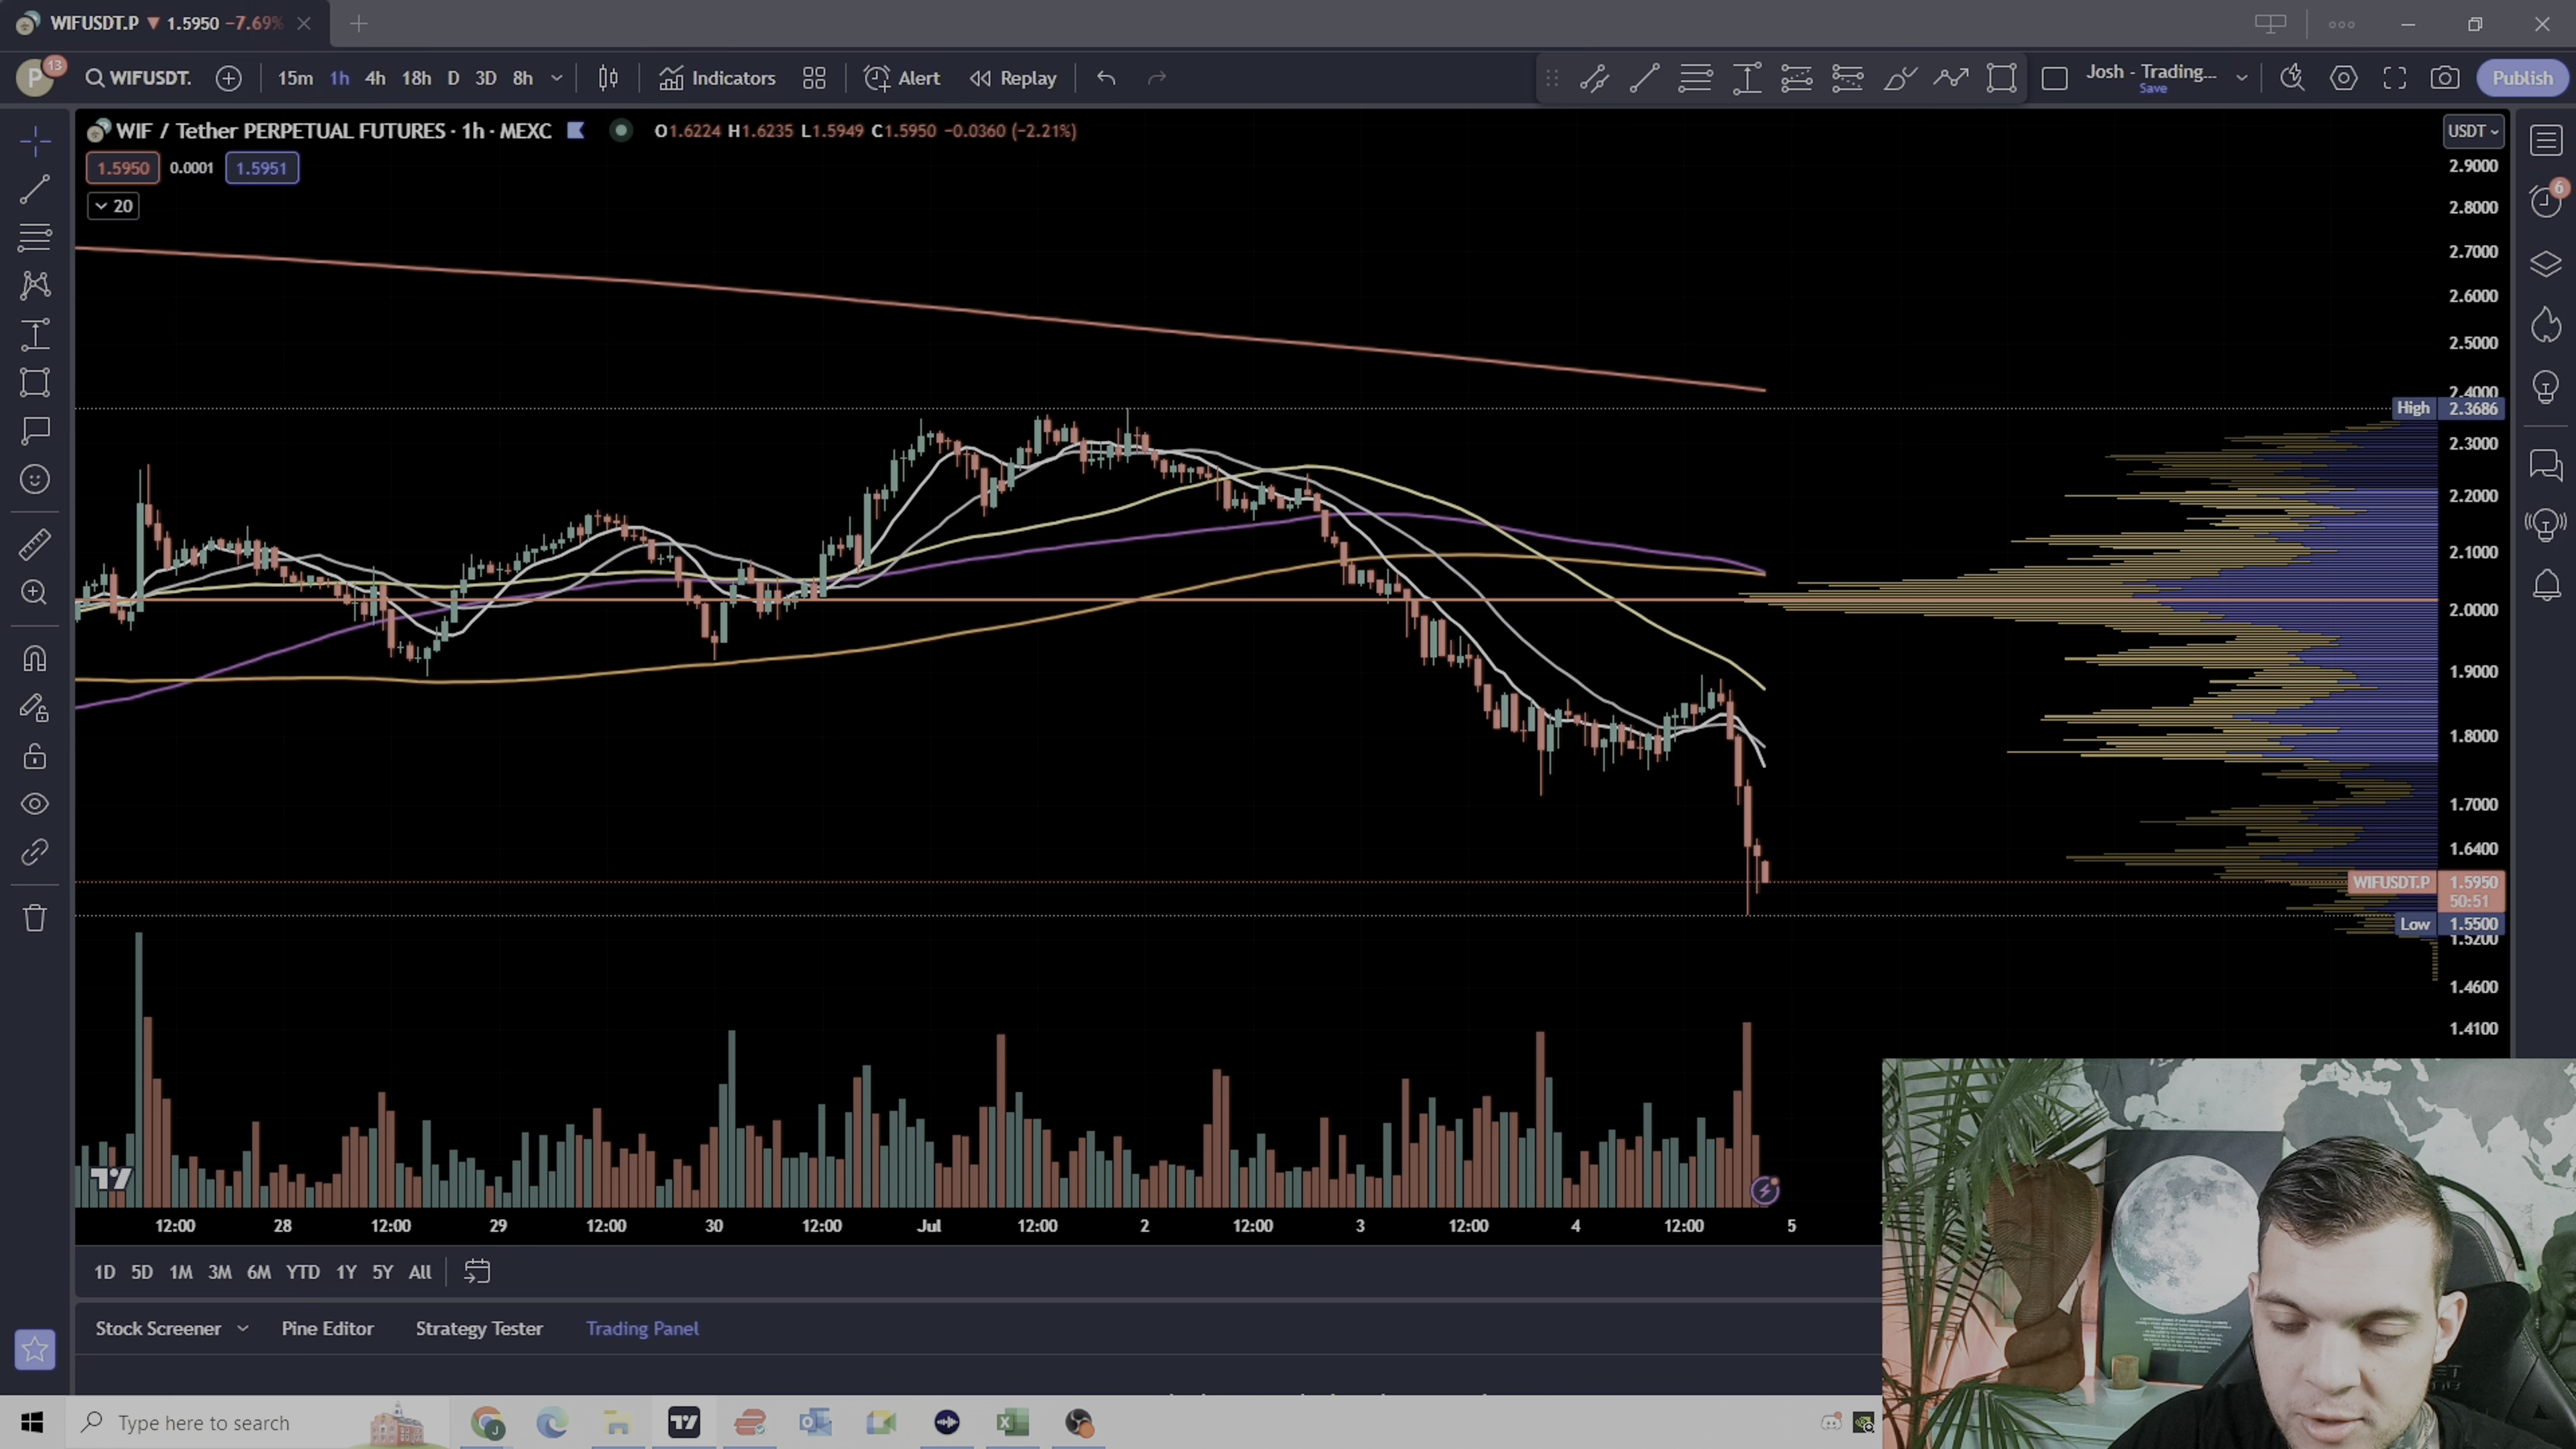 WIFUSDT.P ▼ 1.5950 −7.69%
P 13 WIFUSDT. 15m 1h 4h 18h D 3D 8h Indicators Alert Replay Josh - Trading... Save Publish
WIF / Tether PERPETUAL FUTURES · 1h · MEXC O1.6224 H1.6235 L1.5949 C1.5950 −0.0360 (−2.21%)
USDT
1.5950 0.0001 1.5951
20
6
2.9000
2.8000
2.7000
2.6000
2.5000
2.4000
High 2.3686
2.3000
2.2000
2.1000
2.0000
1.9000
1.8000
1.7000
1.6400
WIFUSDT.P 1.5950
50:51
Low 1.5500
1.5200
1.4600
1.4100
12:00 28 12:00 29 12:00 30 12:00 Jul 12:00 2 12:00 3 12:00 4 12:00 5
1D 5D 1M 3M 6M YTD 1Y 5Y All
Stock Screener Pine Editor Strategy Tester Trading Panel
Type here to search